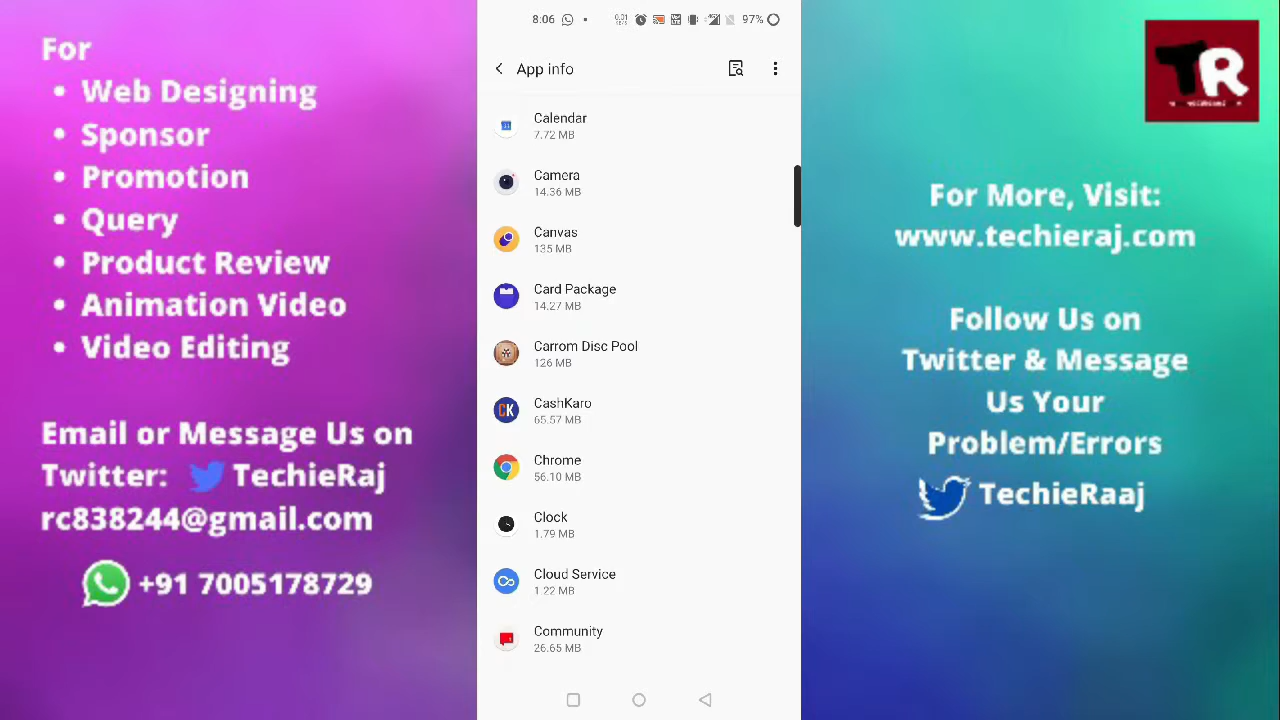 For
• Web Designing
• Sponsor
• Promotion
• Query
• Product Review
• Animation Video
• Video Editing
Email or Message Us on
Twitter: TechieRaj
rc838244@gmail.com
+91 7005178729
8:06
97%
App info
Calendar
7.72 MB
Camera
14.36 MB
Canvas
135 MB
Card Package
14.27 MB
Carrom Disc Pool
126 MB
CK
CashKaro
65.57 MB
Chrome
56.10 MB
Clock
1.79 MB
Cloud Service
1.22 MB
Community
26.65 MB
TR
For More, Visit:
www.techieraj.com
Follow Us on
Twitter & Message
Us Your
Problem/Errors
TechieRaaj